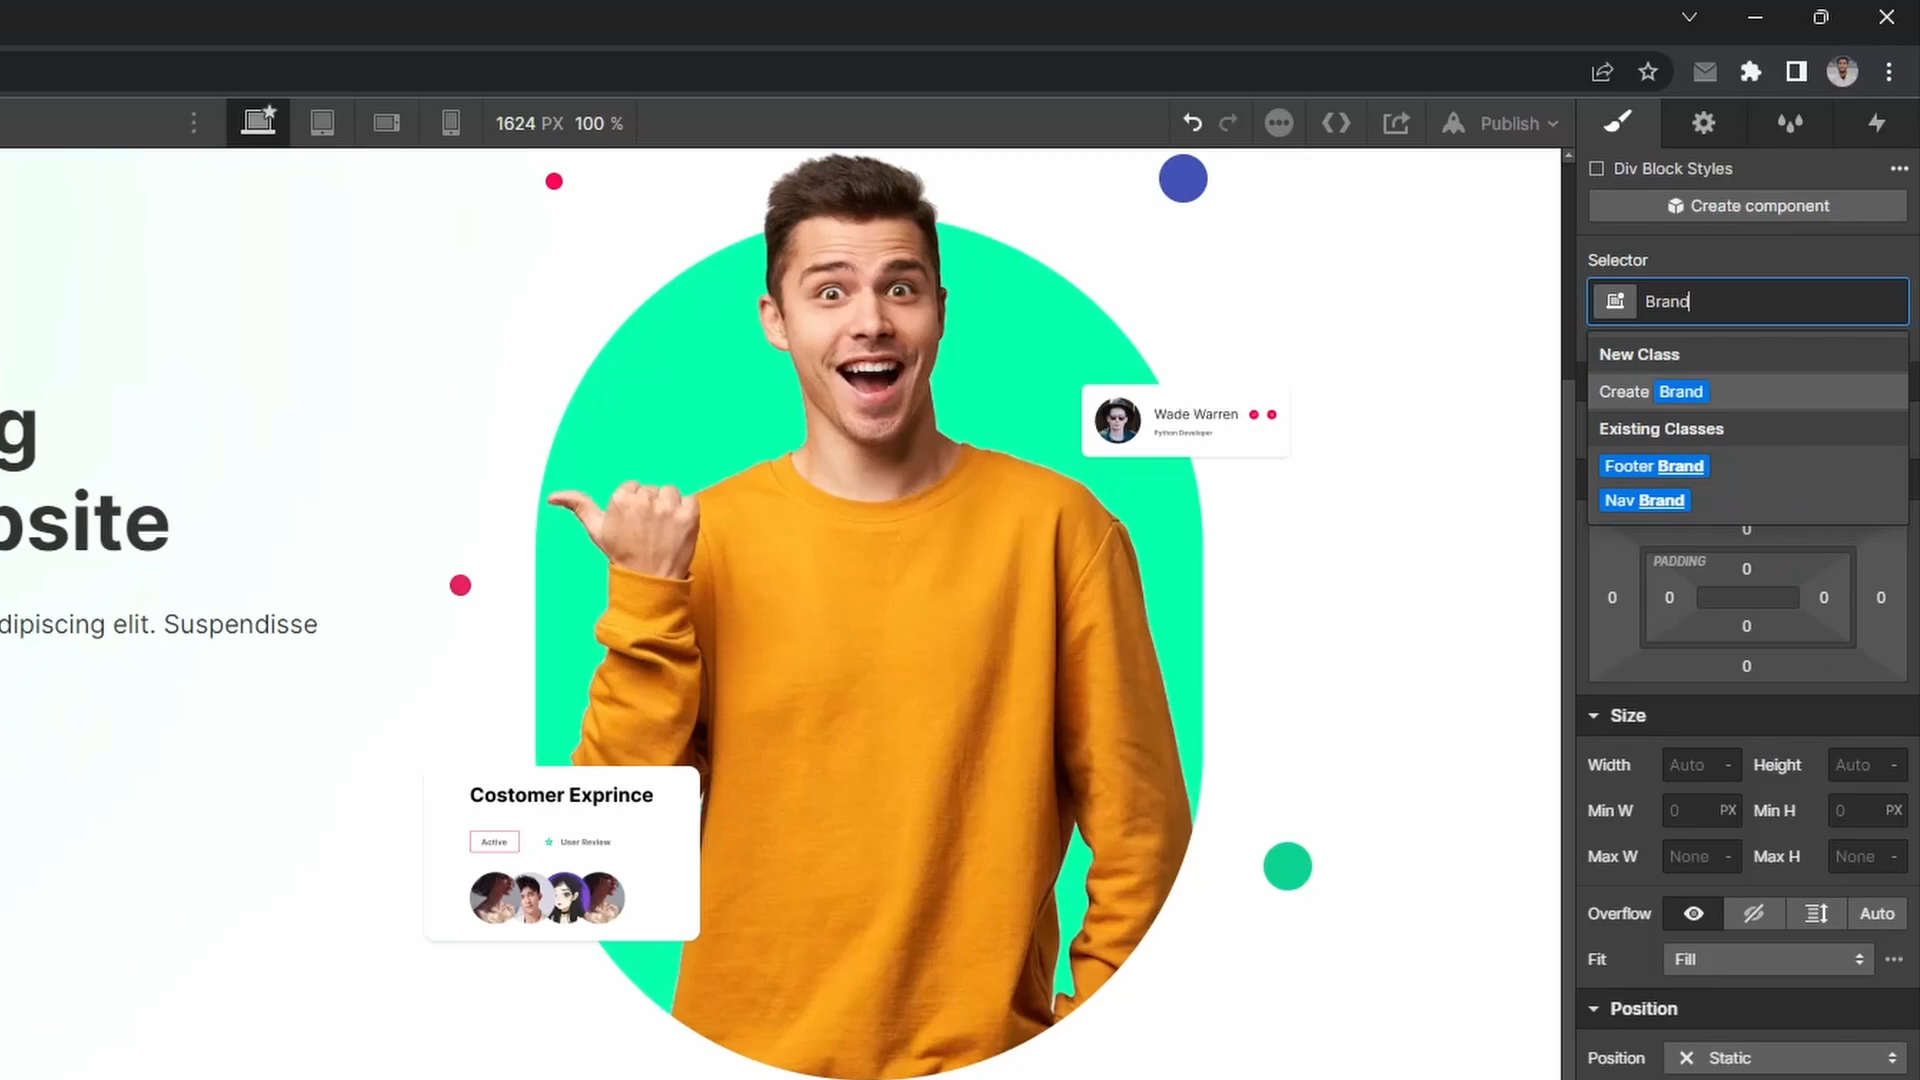 1624 PX 100 %
Publish
Div Block Styles
Create component
Selector
Brand
New Class
Create Brand
Existing Classes
Footer Brand
Nav Brand
0
PADDING
0
0 0 0 0
0
0
Size
Width Auto - Height Auto -
Min W 0 PX Min H 0 PX
Max W None - Max H None -
Overflow Auto
Fit Fill
Position
Position Static
g
bsite
dipiscing elit. Suspendisse
Wade Warren
Python Developer
Costomer Exprince
Active User Review